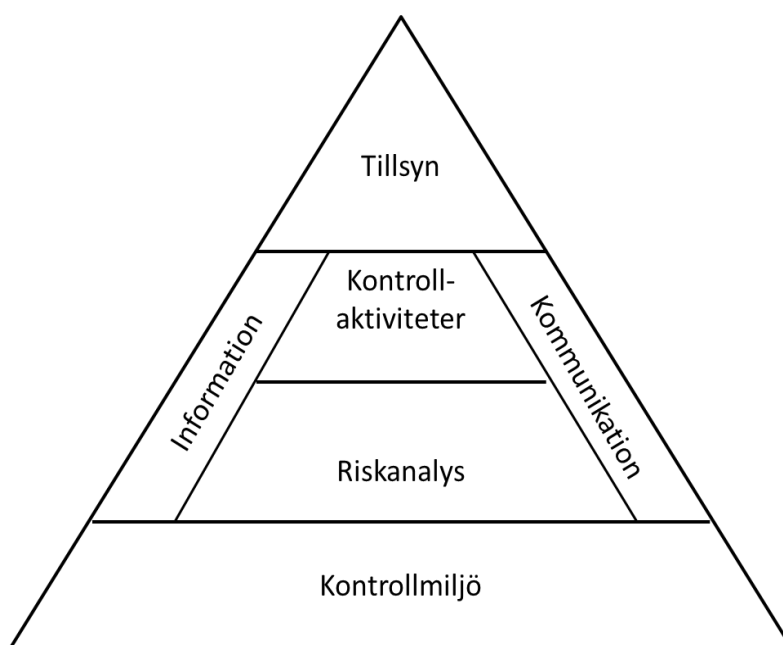 Tillsyn
Kontroll-
aktiviteter
Information
Kommunikation
Riskanalys
Kontrollmiljö